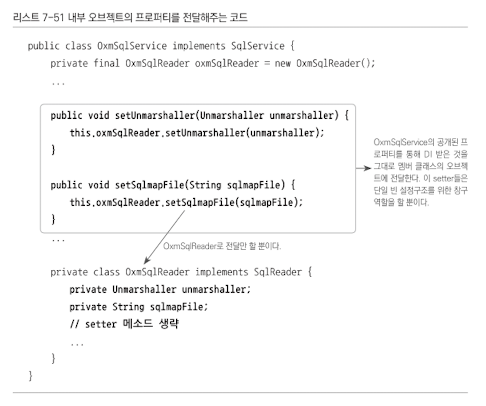 리스트 7-51 내부 오브젝트의 프로퍼티를 전달해주는 코드
public class OxmSqlService implements SqlService {
private final OxmSqlReader oxmSqlReader = new OxmSqlReader();
...
public void setUnmarshaller(Unmarshaller unmarshaller) {
this.oxmSqlReader.setUnmarshaller(unmarshaller);
}
public void setSqlmapFile(String sqlmapFile) {
this.oxmSqlReader.setSqlmapFile(sqlmapFile);
}
...
OxmSqlService의 공개된 프
로퍼티를 통해 DI 받은 것을
그대로 멤버 클래스의 오브젝
트에 전달한다. 이 setter들은
단일 빈 설정구조를 위한 창구
역할을 할 뿐이다.
OxmSqlReader로 전달만 할 뿐이다.
private class OxmSqlReader implements SqlReader {
private Unmarshaller unmarshaller;
private String sqlmapFile;
// setter 메소드 생략
...
}
}